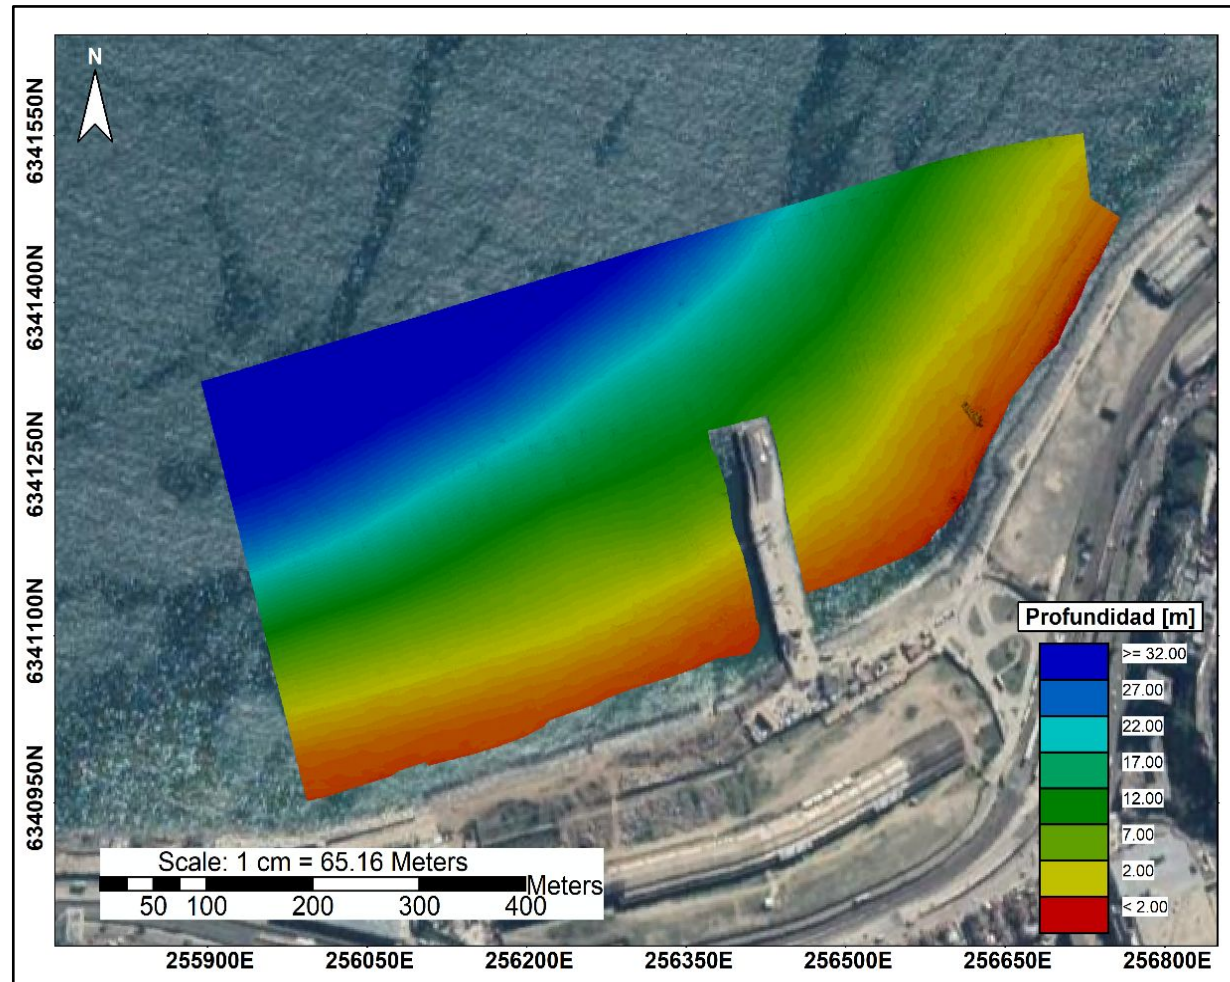 N
6341550N
6341400N
6341250N
6341100N
6340950N
Profundidad [m]
>= 32.00
27.00
22.00
17.00
12.00
7.00
2.00
< 2.00
Scale: 1 cm = 65.16 Meters
Meters
50 100 200 300 400
255900E 256050E 256200E 256350E 256500E 256650E 256800E